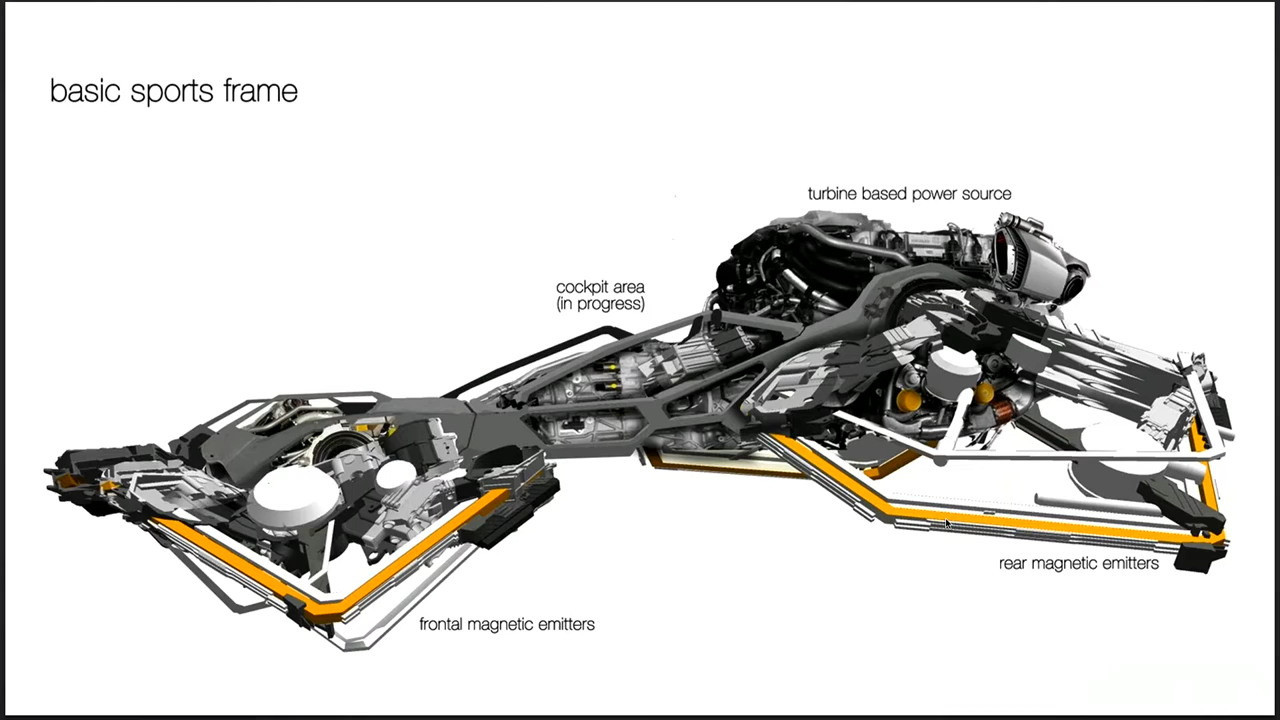 basic sports frame
turbine based power source
cockpit area
(in progress)
rear magnetic emitters
frontal magnetic emitters